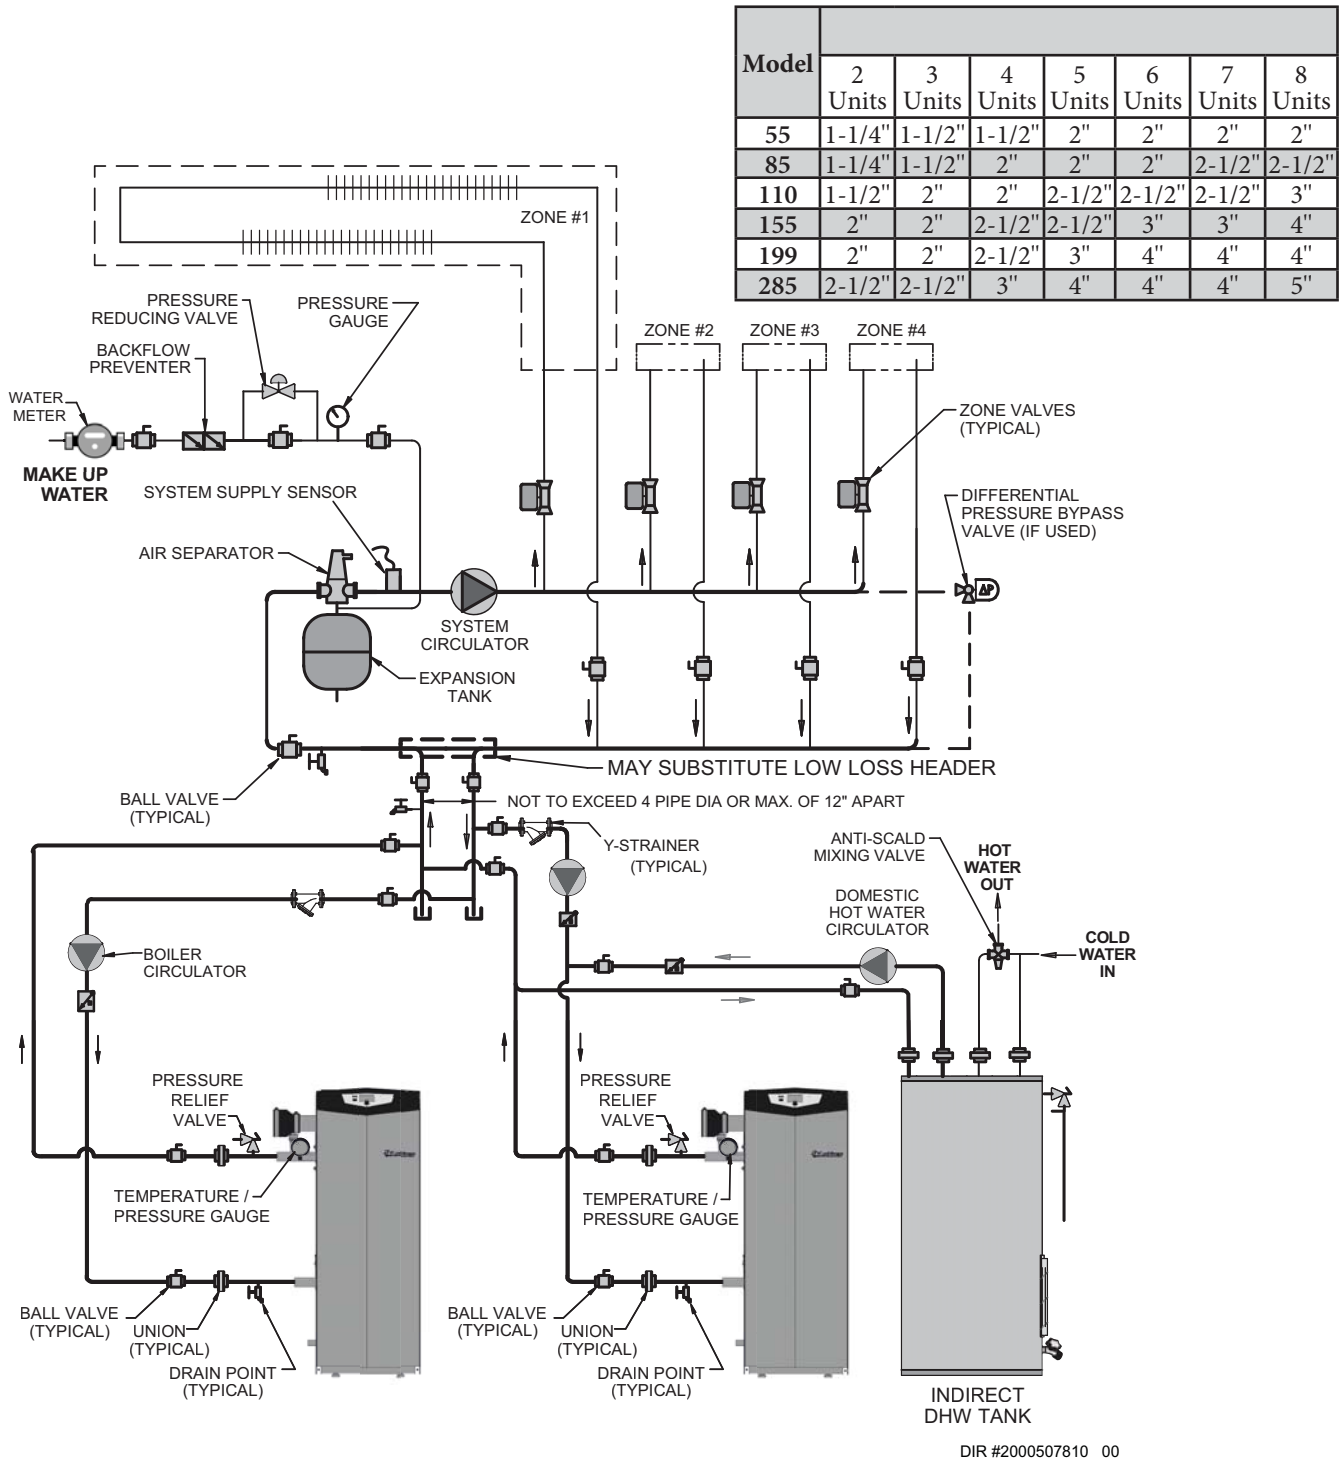 Model
2 Units 3 Units 4 Units 5 Units 6 Units 7 Units 8 Units
55 1-1/4" 1-1/2" 1-1/2" 2" 2" 2" 2"
85 1-1/4" 1-1/2" 2" 2" 2" 2-1/2" 2-1/2"
110 1-1/2" 2" 2" 2-1/2" 2-1/2" 2-1/2" 3"
155 2" 2" 2-1/2" 2-1/2" 3" 3" 4"
199 2" 2" 2-1/2" 3" 4" 4" 4"
285 2-1/2" 2-1/2" 3" 4" 4" 4" 5"
ZONE #1
PRESSURE
REDUCING VALVE
PRESSURE
GAUGE
ZONE #2
ZONE #3
ZONE #4
BACKFLOW
PREVENTER
WATER
METER
ZONE VALVES
(TYPICAL)
MAKE UP
WATER
SYSTEM SUPPLY SENSOR
DIFFERENTIAL
PRESSURE BYPASS
VALVE (IF USED)
AIR SEPARATOR
ΔP
SYSTEM
CIRCULATOR
EXPANSION
TANK
MAY SUBSTITUTE LOW LOSS HEADER
BALL VALVE
(TYPICAL)
NOT TO EXCEED 4 PIPE DIA OR MAX. OF 12" APART
Y-STRAINER
(TYPICAL)
ANTI-SCALD
MIXING VALVE
HOT
WATER
OUT
DOMESTIC
HOT WATER
CIRCULATOR
COLD
WATER
IN
BOILER
CIRCULATOR
PRESSURE
RELIEF
VALVE
PRESSURE
RELIEF
VALVE
Lochinvar
Lochinvar
TEMPERATURE /
PRESSURE GAUGE
TEMPERATURE /
PRESSURE GAUGE
BALL VALVE
(TYPICAL)
UNION
(TYPICAL)
DRAIN POINT
(TYPICAL)
BALL VALVE
(TYPICAL)
UNION
(TYPICAL)
DRAIN POINT
(TYPICAL)
INDIRECT
DHW TANK
DIR #2000507810 00